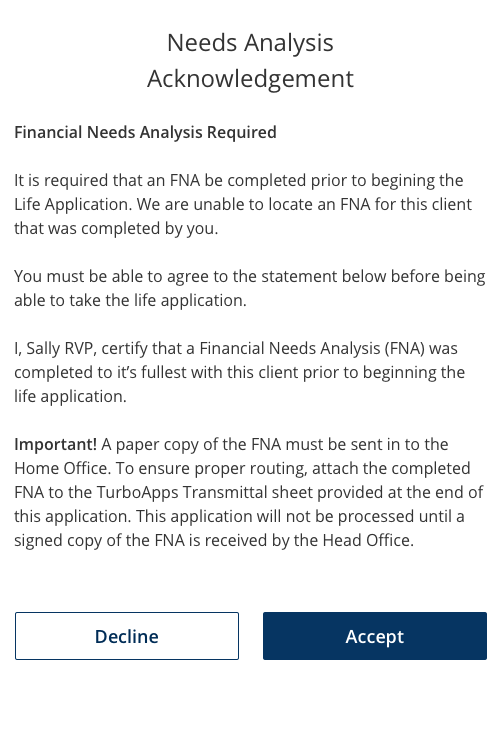 Needs Analysis
Acknowledgement
Financial Needs Analysis Required
It is required that an FNA be completed prior to begining the
Life Application. We are unable to locate an FNA for this client
that was completed by you.
You must be able to agree to the statement below before being
able to take the life application.
I, Sally RVP, certify that a Financial Needs Analysis (FNA) was
completed to it’s fullest with this client prior to beginning the
life application.
Important! A paper copy of the FNA must be sent in to the
Home Office. To ensure proper routing, attach the completed
FNA to the TurboApps Transmittal sheet provided at the end of
this application. This application will not be processed until a
signed copy of the FNA is received by the Head Office.
Decline
Accept